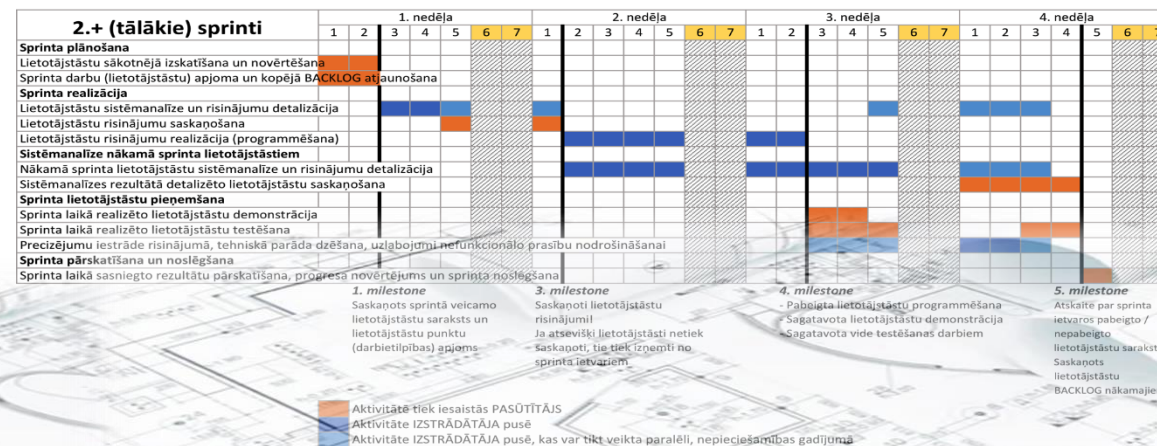 2.+ (tālākie) sprinti
1. nedēļa 2. nedēļa 3. nedēļa 4. nedēļa
1 2 3 4 5 6 7 1 2 3 4 5 6 7 1 2 3 4 5 6 7 1 2 3 4 5 6 7
Sprinta plānošana
Lietotājstāstu sākotnējā izskatīšana un novērtēšana
Sprinta darbu (lietotājstāstu) apjoma un kopējā BACKLOG atjaunošana
Sprinta realizācija
Lietotājstāstu sistēmanalīze un risinājumu detalizācija
Lietotājstāstu risinājumu saskaņošana
Lietotājstāstu risinājumu realizācija (programmēšana)
Sistēmanalīze nākamā sprinta lietotājstāstiem
Nākamā sprinta lietotājstāstu sistēmanalīze un risinājumu detalizācija
Sistēmanalīzes rezultātā detalizēto lietotājstāstu saskaņošana
Sprinta lietotājstāstu pieņemšana
Sprinta laikā realizēto lietotājstāstu demonstrācija
Sprinta laikā realizēto lietotājstāstu testēšana
Precizējumu iestrāde risinājumā, tehniskā parāda dzēšana, uzlabojumi nefunkcionālo prasību nodrošināšanai
Sprinta pārskatīšana un noslēgšana
Sprinta laikā sasniegto rezultātu pārskatīšana, progresa novērtējums un sprinta noslēgšana
1. milestone
Saskaņots sprintā veicamo
lietotājstāstu saraksts un
lietotājstāstu punktu
(darbietilpības) apjoms
3. milestone
Saskaņoti lietotājstāstu
risinājumi!
Ja atsevišķi lietotājstāsti netiek
saskaņoti, tie tiek izņemti no
sprinta ietvariem
4. milestone
- Pabeigta lietotājstāstu programmēšana
- Sagatavota lietotājstāstu demonstrācija
- Sagatavota vide testēšanas darbiem
5. milestone
Atskaite par sprinta
ietvaros pabeigto /
nepabeigto
lietotājstāstu sarakst
Saskaņots
lietotājstāstu
BACKLOG nākamajie
Aktivitātē tiek iesaistās PASŪTĪTĀJS
Aktivitāte IZSTRĀDĀTĀJA pusē
Aktivitāte IZSTRĀDĀTĀJA pusē, kas var tikt veikta paralēli, nepieciešamības gadījumā